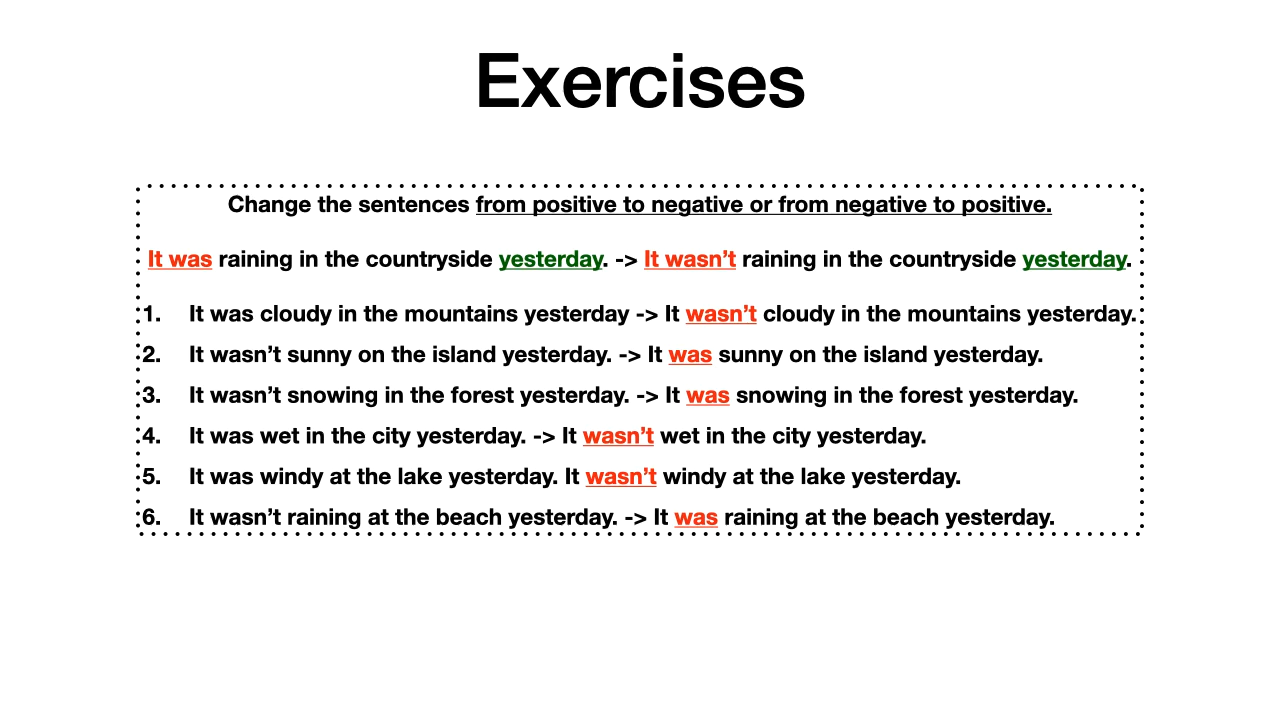 Exercises
Change the sentences from positive to negative or from negative to positive.
It was raining in the countryside yesterday. -> It wasn’t raining in the countryside yesterday.
1. It was cloudy in the mountains yesterday -> It wasn’t cloudy in the mountains yesterday.
2. It wasn’t sunny on the island yesterday. -> It was sunny on the island yesterday.
3. It wasn’t snowing in the forest yesterday. -> It was snowing in the forest yesterday.
4. It was wet in the city yesterday. -> It wasn’t wet in the city yesterday.
5. It was windy at the lake yesterday. It wasn’t windy at the lake yesterday.
6. It wasn’t raining at the beach yesterday. -> It was raining at the beach yesterday.